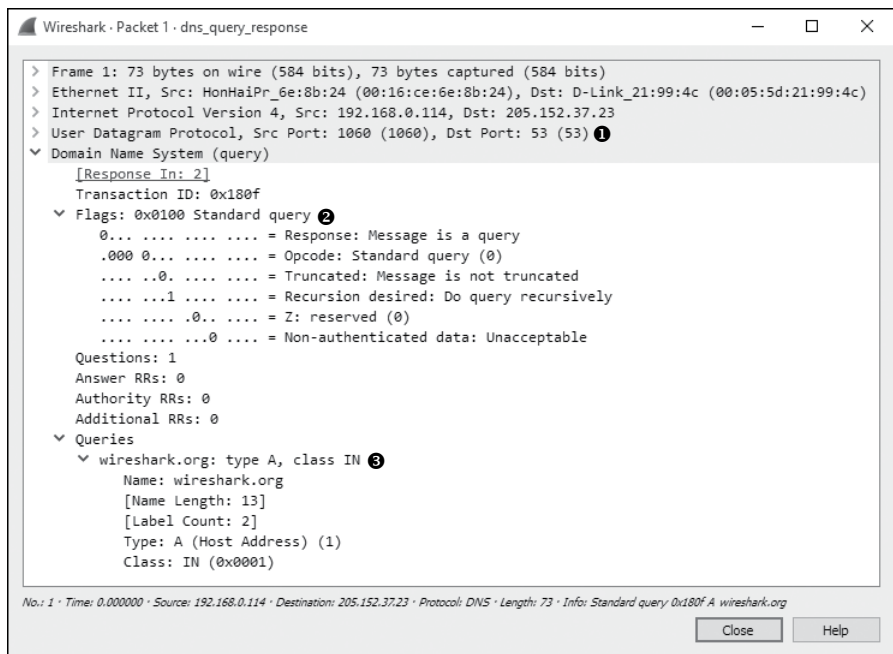 Wireshark · Packet 1 · dns_query_response
Frame 1: 73 bytes on wire (584 bits), 73 bytes captured (584 bits)
Ethernet II, Src: HonHaiPr_6e:8b:24 (00:16:ce:6e:8b:24), Dst: D-Link_21:99:4c (00:05:5d:21:99:4c)
Internet Protocol Version 4, Src: 192.168.0.114, Dst: 205.152.37.23
User Datagram Protocol, Src Port: 1060 (1060), Dst Port: 53 (53) ❶
Domain Name System (query)
[Response In: 2]
Transaction ID: 0x180f
Flags: 0x0100 Standard query ❷
0... .... .... .... = Response: Message is a query
.000 0... .... .... = Opcode: Standard query (0)
.... ..0. .... .... = Truncated: Message is not truncated
.... ...1 .... .... = Recursion desired: Do query recursively
.... .... .0.. .... = Z: reserved (0)
.... .... ...0 .... = Non-authenticated data: Unacceptable
Questions: 1
Answer RRs: 0
Authority RRs: 0
Additional RRs: 0
Queries
wireshark.org: type A, class IN ❸
Name: wireshark.org
[Name Length: 13]
[Label Count: 2]
Type: A (Host Address) (1)
Class: IN (0x0001)
No.: 1 · Time: 0.000000 · Source: 192.168.0.114 · Destination: 205.152.37.23 · Protocol: DNS · Length: 73 · Info: Standard query 0x180f A wireshark.org
Close Help